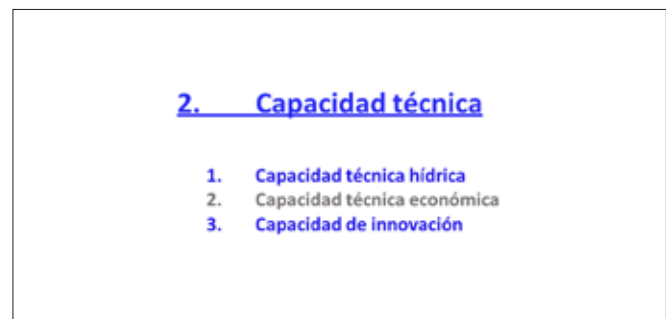 2. Capacidad técnica
1. Capacidad técnica hídrica
2. Capacidad técnica económica
3. Capacidad de innovación